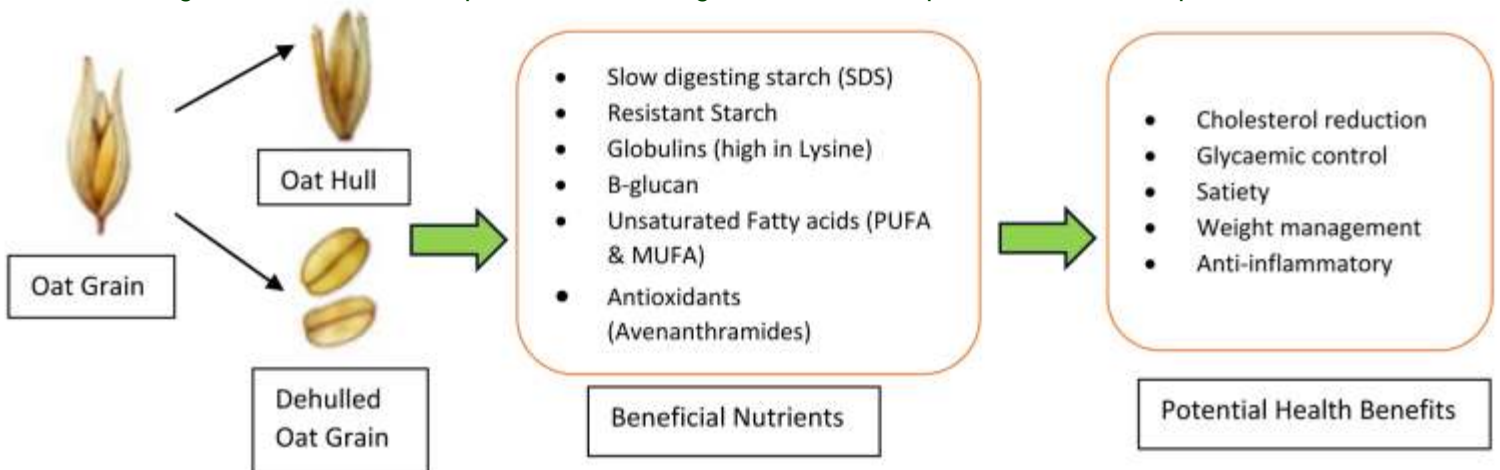 Oat Grain
Oat Hull
Dehulled
Oat Grain
• Slow digesting starch (SDS)
• Resistant Starch
• Globulins (high in Lysine)
• B-glucan
• Unsaturated Fatty acids (PUFA
& MUFA)
• Antioxidants
(Avenanthramides)
Beneficial Nutrients
• Cholesterol reduction
• Glycaemic control
• Satiety
• Weight management
• Anti-inflammatory
Potential Health Benefits